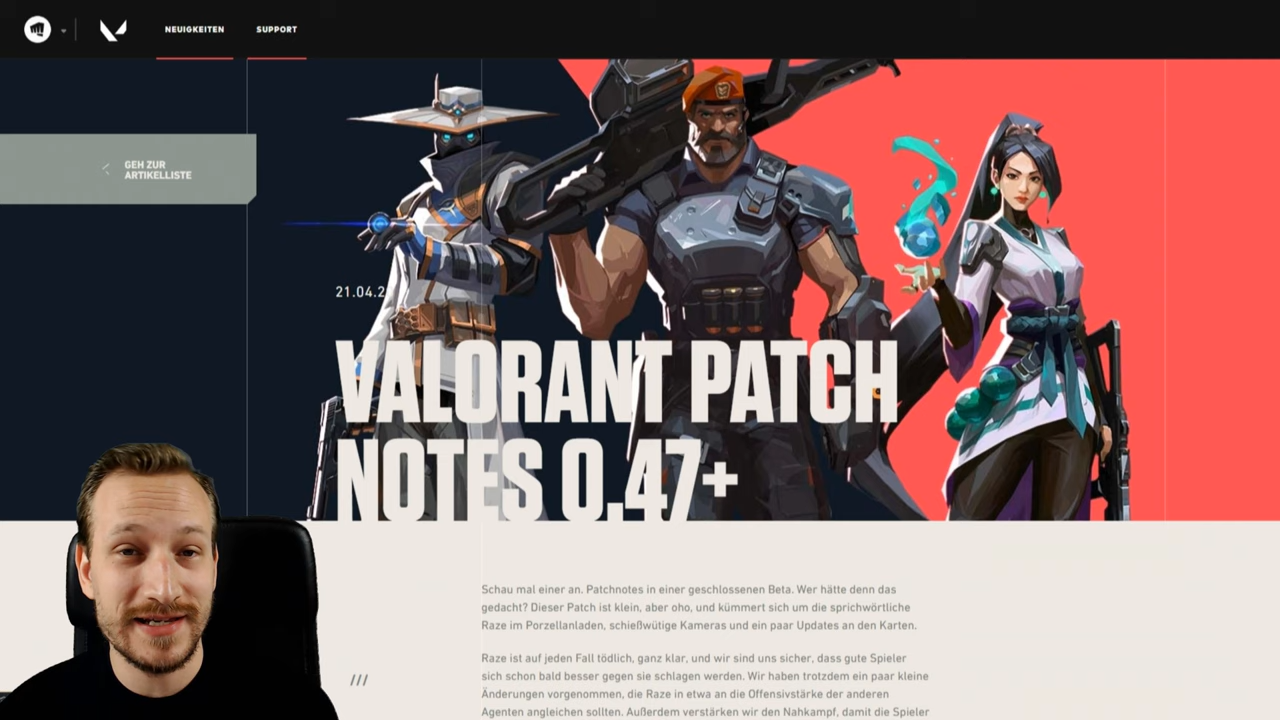 NEUIGKEITEN
SUPPORT
GEH ZUR
ARTIKELLISTE
21.04.2
VALORANT PATCH
NOTES 0.47+
Schau mal einer an. Patchnotes in einer geschlossenen Beta. Wer hätte denn das
gedacht? Dieser Patch ist klein, aber oho, und kümmert sich um die sprichwörtliche
Raze im Porzellanladen, schießwütige Kameras und ein paar Updates an den Karten.
Raze ist auf jeden Fall tödlich, ganz klar, und wir sind uns sicher, dass gute Spieler
sich schon bald besser gegen sie schlagen werden. Wir haben trotzdem ein paar kleine
///
Änderungen vorgenommen, die Raze in etwa an die Offensivstärke der anderen
Agenten angleichen sollten. Außerdem verstärken wir den Nahkampf, damit die Spieler